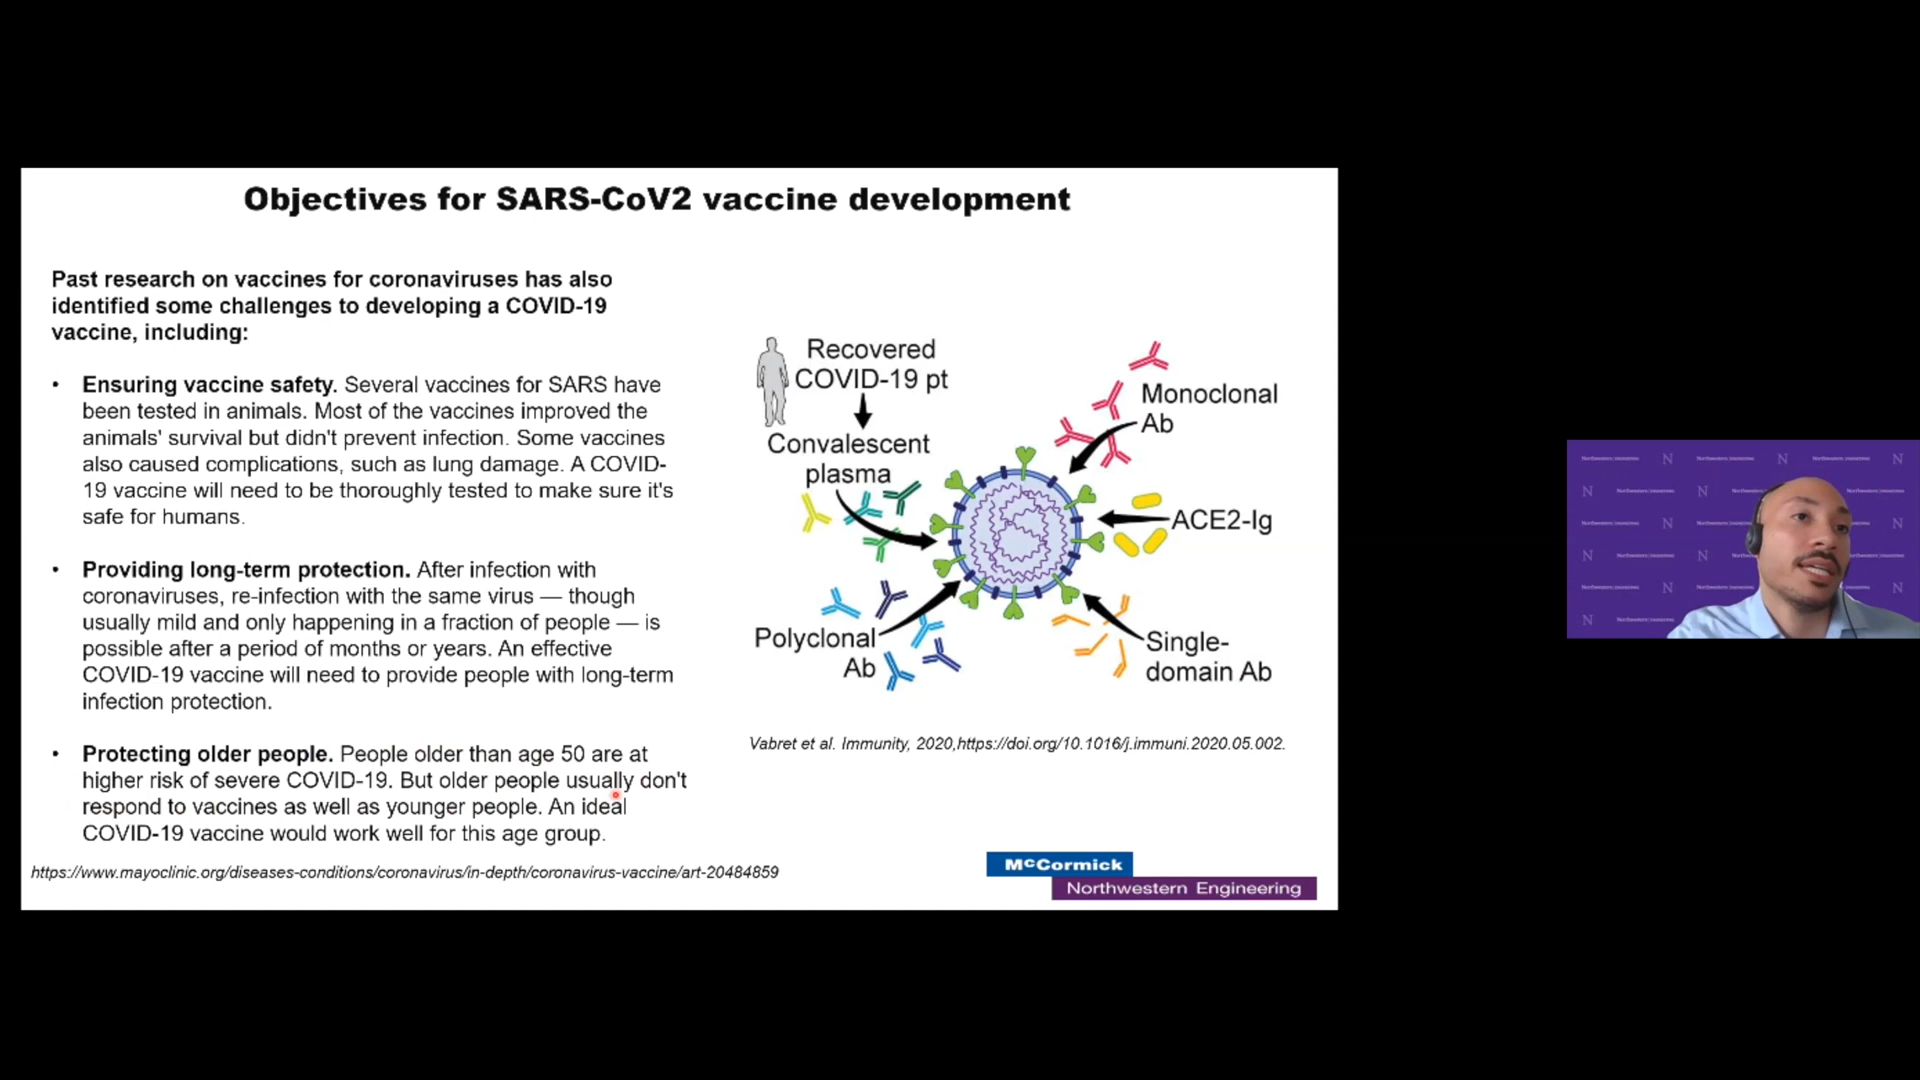 Objectives for SARS-CoV2 vaccine development
Past research on vaccines for coronaviruses has also
identified some challenges to developing a COVID-19
vaccine, including:
• Ensuring vaccine safety. Several vaccines for SARS have
been tested in animals. Most of the vaccines improved the
animals' survival but didn't prevent infection. Some vaccines
also caused complications, such as lung damage. A COVID-
19 vaccine will need to be thoroughly tested to make sure it's
safe for humans.
• Providing long-term protection. After infection with
coronaviruses, re-infection with the same virus — though
usually mild and only happening in a fraction of people — is
possible after a period of months or years. An effective
COVID-19 vaccine will need to provide people with long-term
infection protection.
• Protecting older people. People older than age 50 are at
higher risk of severe COVID-19. But older people usually don't
respond to vaccines as well as younger people. An ideal
COVID-19 vaccine would work well for this age group.
https://www.mayoclinic.org/diseases-conditions/coronavirus/in-depth/coronavirus-vaccine/art-20484859
Recovered
COVID-19 pt
Convalescent
plasma
Monoclonal
Ab
ACE2-Ig
Polyclonal
Ab
Single-
domain Ab
Vabret et al. Immunity, 2020,https://doi.org/10.1016/j.immuni.2020.05.002.
McCormick
Northwestern Engineering